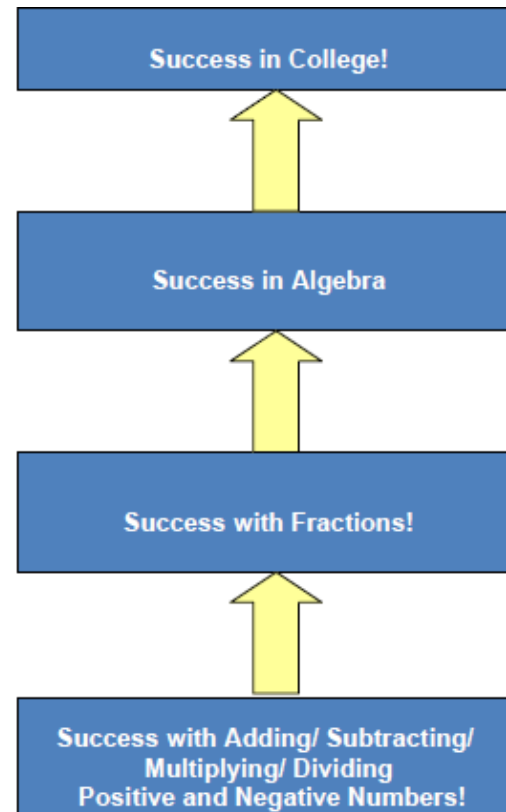 Success in College!
Success in Algebra
Success with Fractions!
Success with Adding/ Subtracting/
Multiplying/ Dividing
Positive and Negative Numbers!